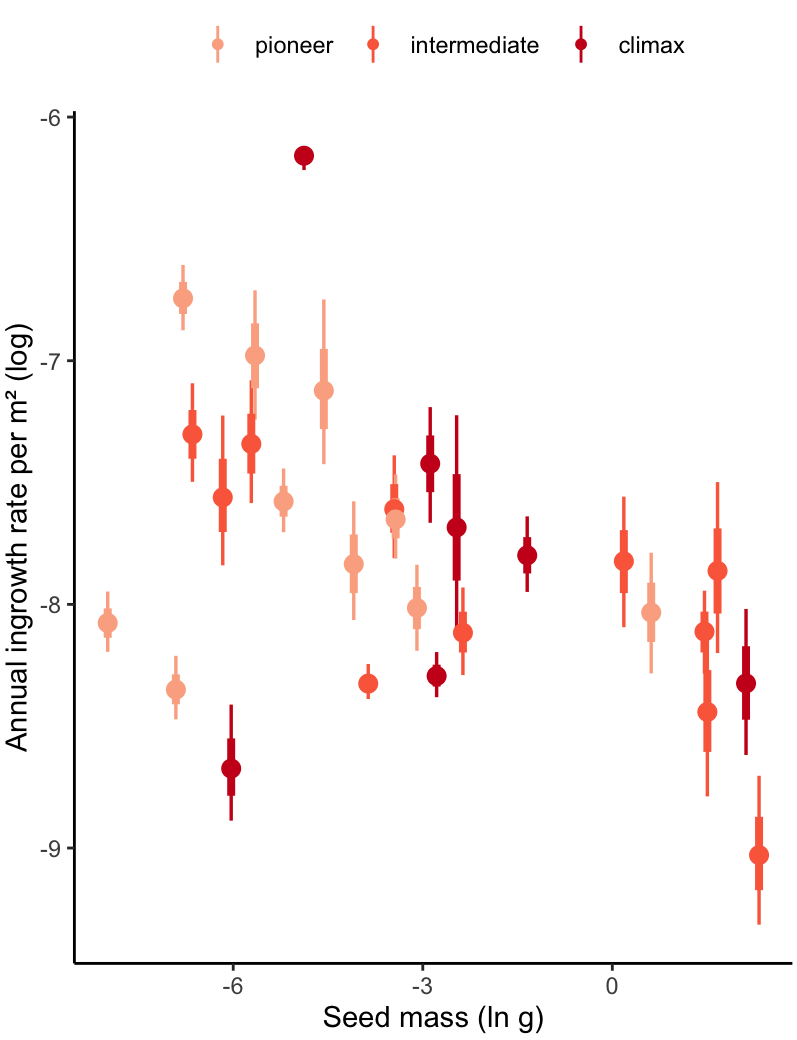 pioneer intermediate climax
-6
-7
-8
-9
Annual ingrowth rate per m² (log)
-6 -3 0
Seed mass (ln g)